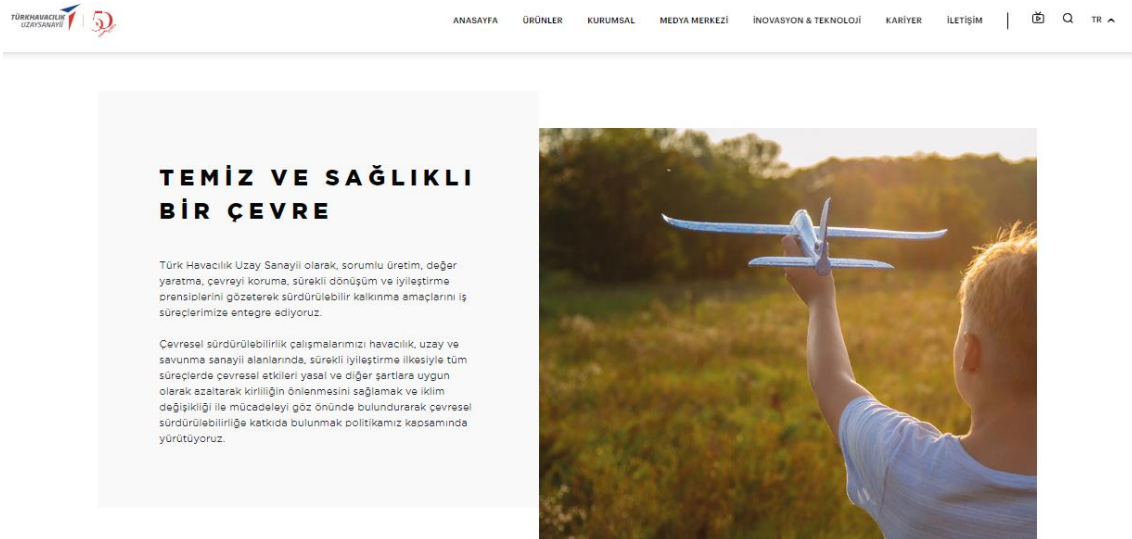 TÜRKHAVACILIK
UZAYSANAYİİ
50
ANASAYFA ÜRÜNLER KURUMSAL MEDYA MERKEZİ İNOVASYON & TEKNOLOJİ KARİYER İLETİŞİM TR
TEMİZ VE SAĞLIKLI
BİR ÇEVRE
Türk Havacılık Uzay Sanayii olarak, sorumlu üretim, değer
yaratma, çevreyi koruma, sürekli dönüşüm ve iyileştirme
prensiplerini gözeterek sürdürülebilir kalkınma amaçlarını iş
süreçlerimize entegre ediyoruz.
Çevresel sürdürülebilirlik çalışmalarımızı havacılık, uzay ve
savunma sanayii alanlarında, sürekli iyileştirme ilkesiyle tüm
süreçlerde çevresel etkileri yasal ve diğer şartlara uygun
olarak azaltarak kirliliğin önlenmesini sağlamak ve iklim
değişikliği ile mücadeleyi göz önünde bulundurarak çevresel
sürdürülebilirliğe katkıda bulunmak politikamız kapsamında
yürütüyoruz.